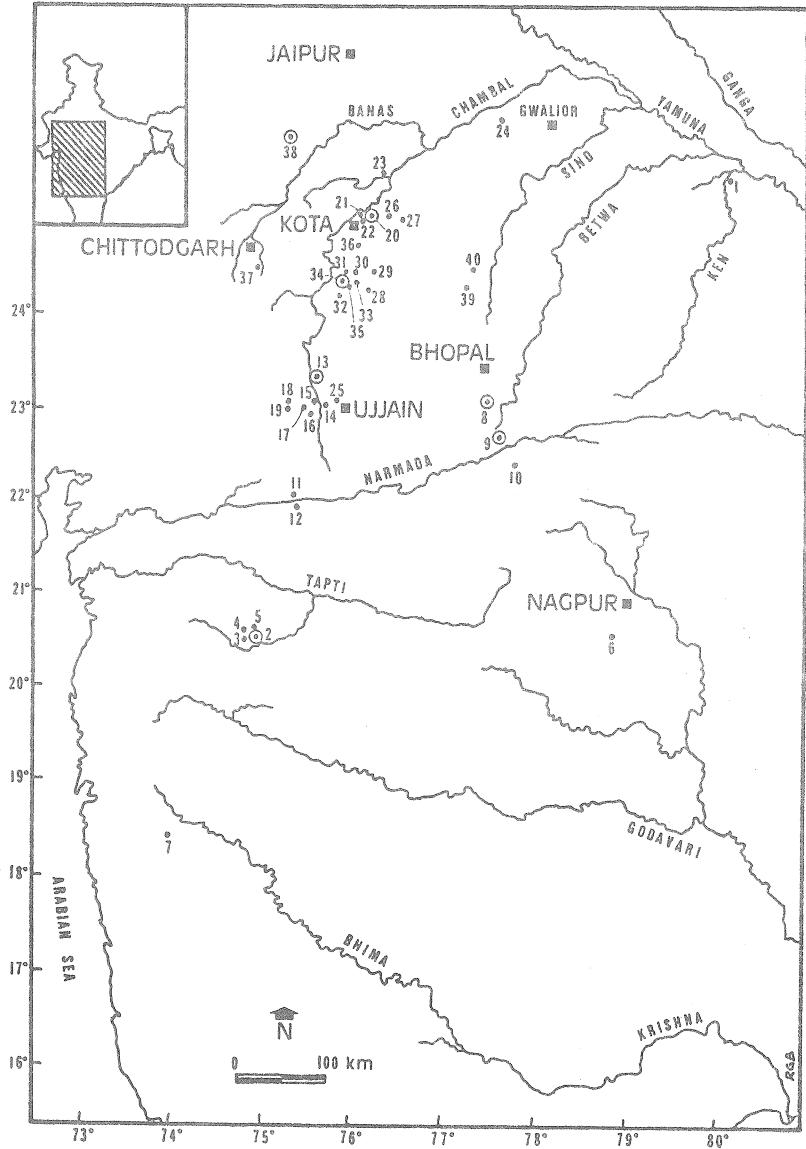 JAIPUR
GANGA
YAMUNA
CHAMBAL
BANAS
GWALIOR
24
38
SIND
23
1
21
26
27
BETWA
KOTA
22
20
CHITTODGARH
36
KEN
37
34
31
30
29
40
32
28
39
33
35
24°
BHOPAL
13
18
15
25
23°
19
14
UJJAIN
8
17
16
9
NARMADA
10
11
22°
12
TAPTI
21°
NAGPUR
4
5
3
2
6
20°
19°
GODAVARI
7
18°
ARABIAN SEA
BHIMA
17°
N
KRISHNA
0
100 km
RGB
16°
73°
74°
75°
76°
77°
78°
79°
80°